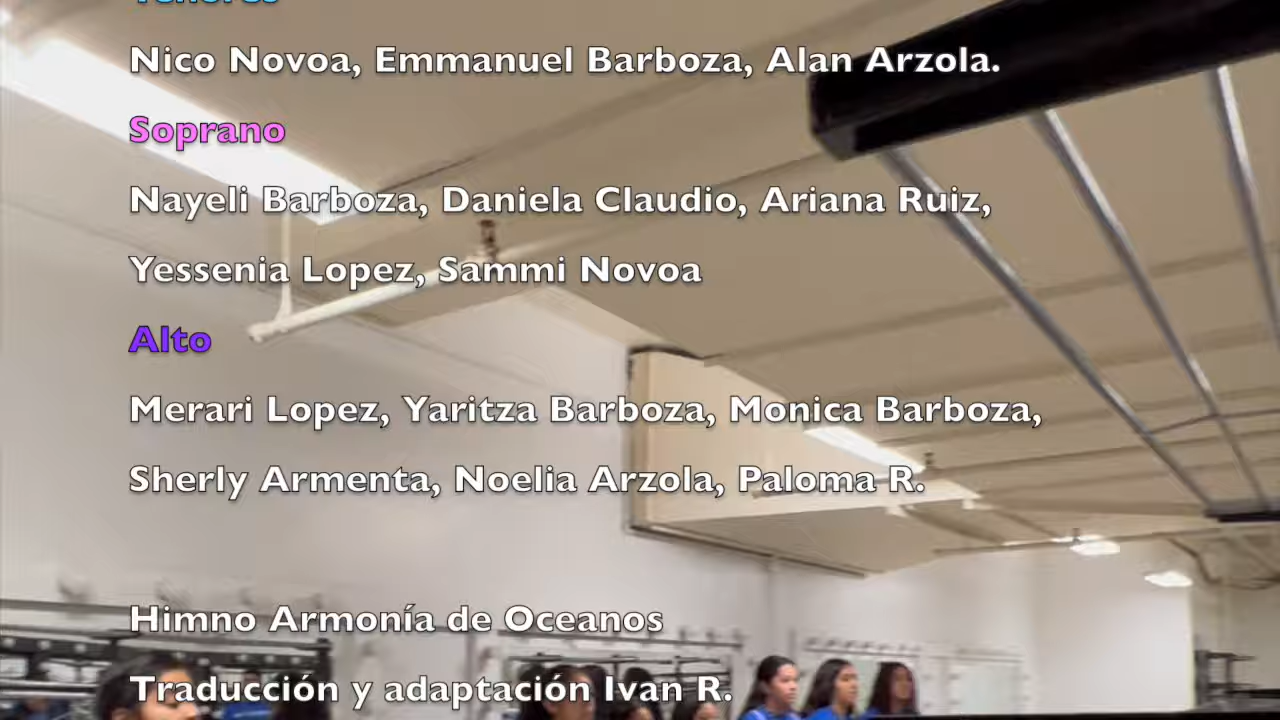 Tenores
Nico Novoa, Emmanuel Barboza, Alan Arzola.
Soprano
Nayeli Barboza, Daniela Claudio, Ariana Ruiz,
Yessenia Lopez, Sammi Novoa
Alto
Merari Lopez, Yaritza Barboza, Monica Barboza,
Sherly Armenta, Noelia Arzola, Paloma R.
Himno Armonía de Oceanos
Traducción y adaptación Ivan R.